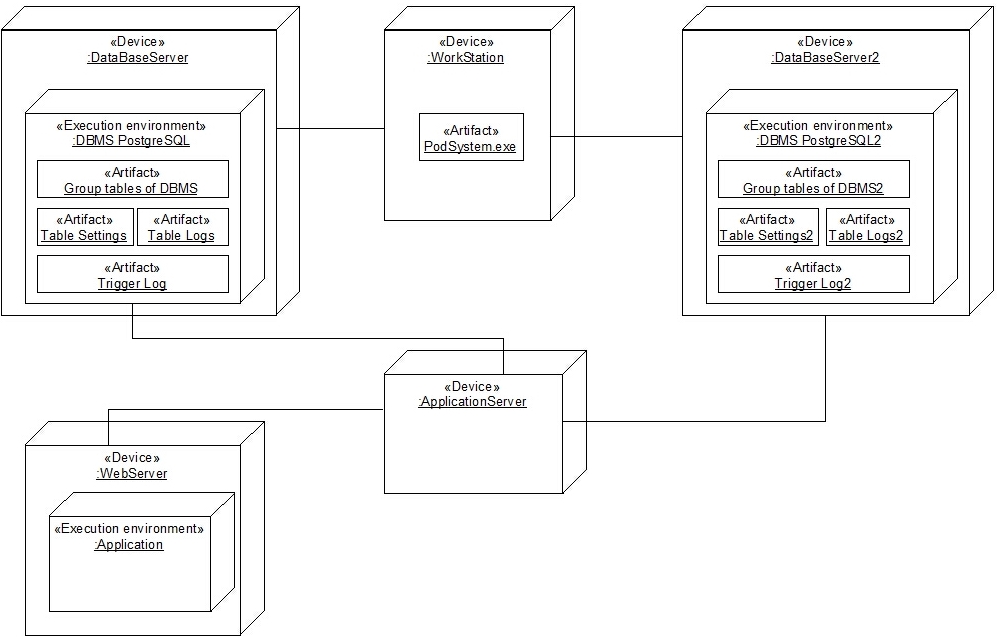 «Device»
:DataBaseServer
«Execution environment»
:DBMS PostgreSQL
«Artifact»
Group tables of DBMS
«Artifact»
Table Settings
«Artifact»
Table Logs
«Artifact»
Trigger Log
«Device»
:WorkStation
«Artifact»
PodSystem.exe
«Device»
:DataBaseServer2
«Execution environment»
:DBMS PostgreSQL2
«Artifact»
Group tables of DBMS2
«Artifact»
Table Settings2
«Artifact»
Table Logs2
«Artifact»
Trigger Log2
«Device»
:ApplicationServer
«Device»
:WebServer
«Execution environment»
:Application